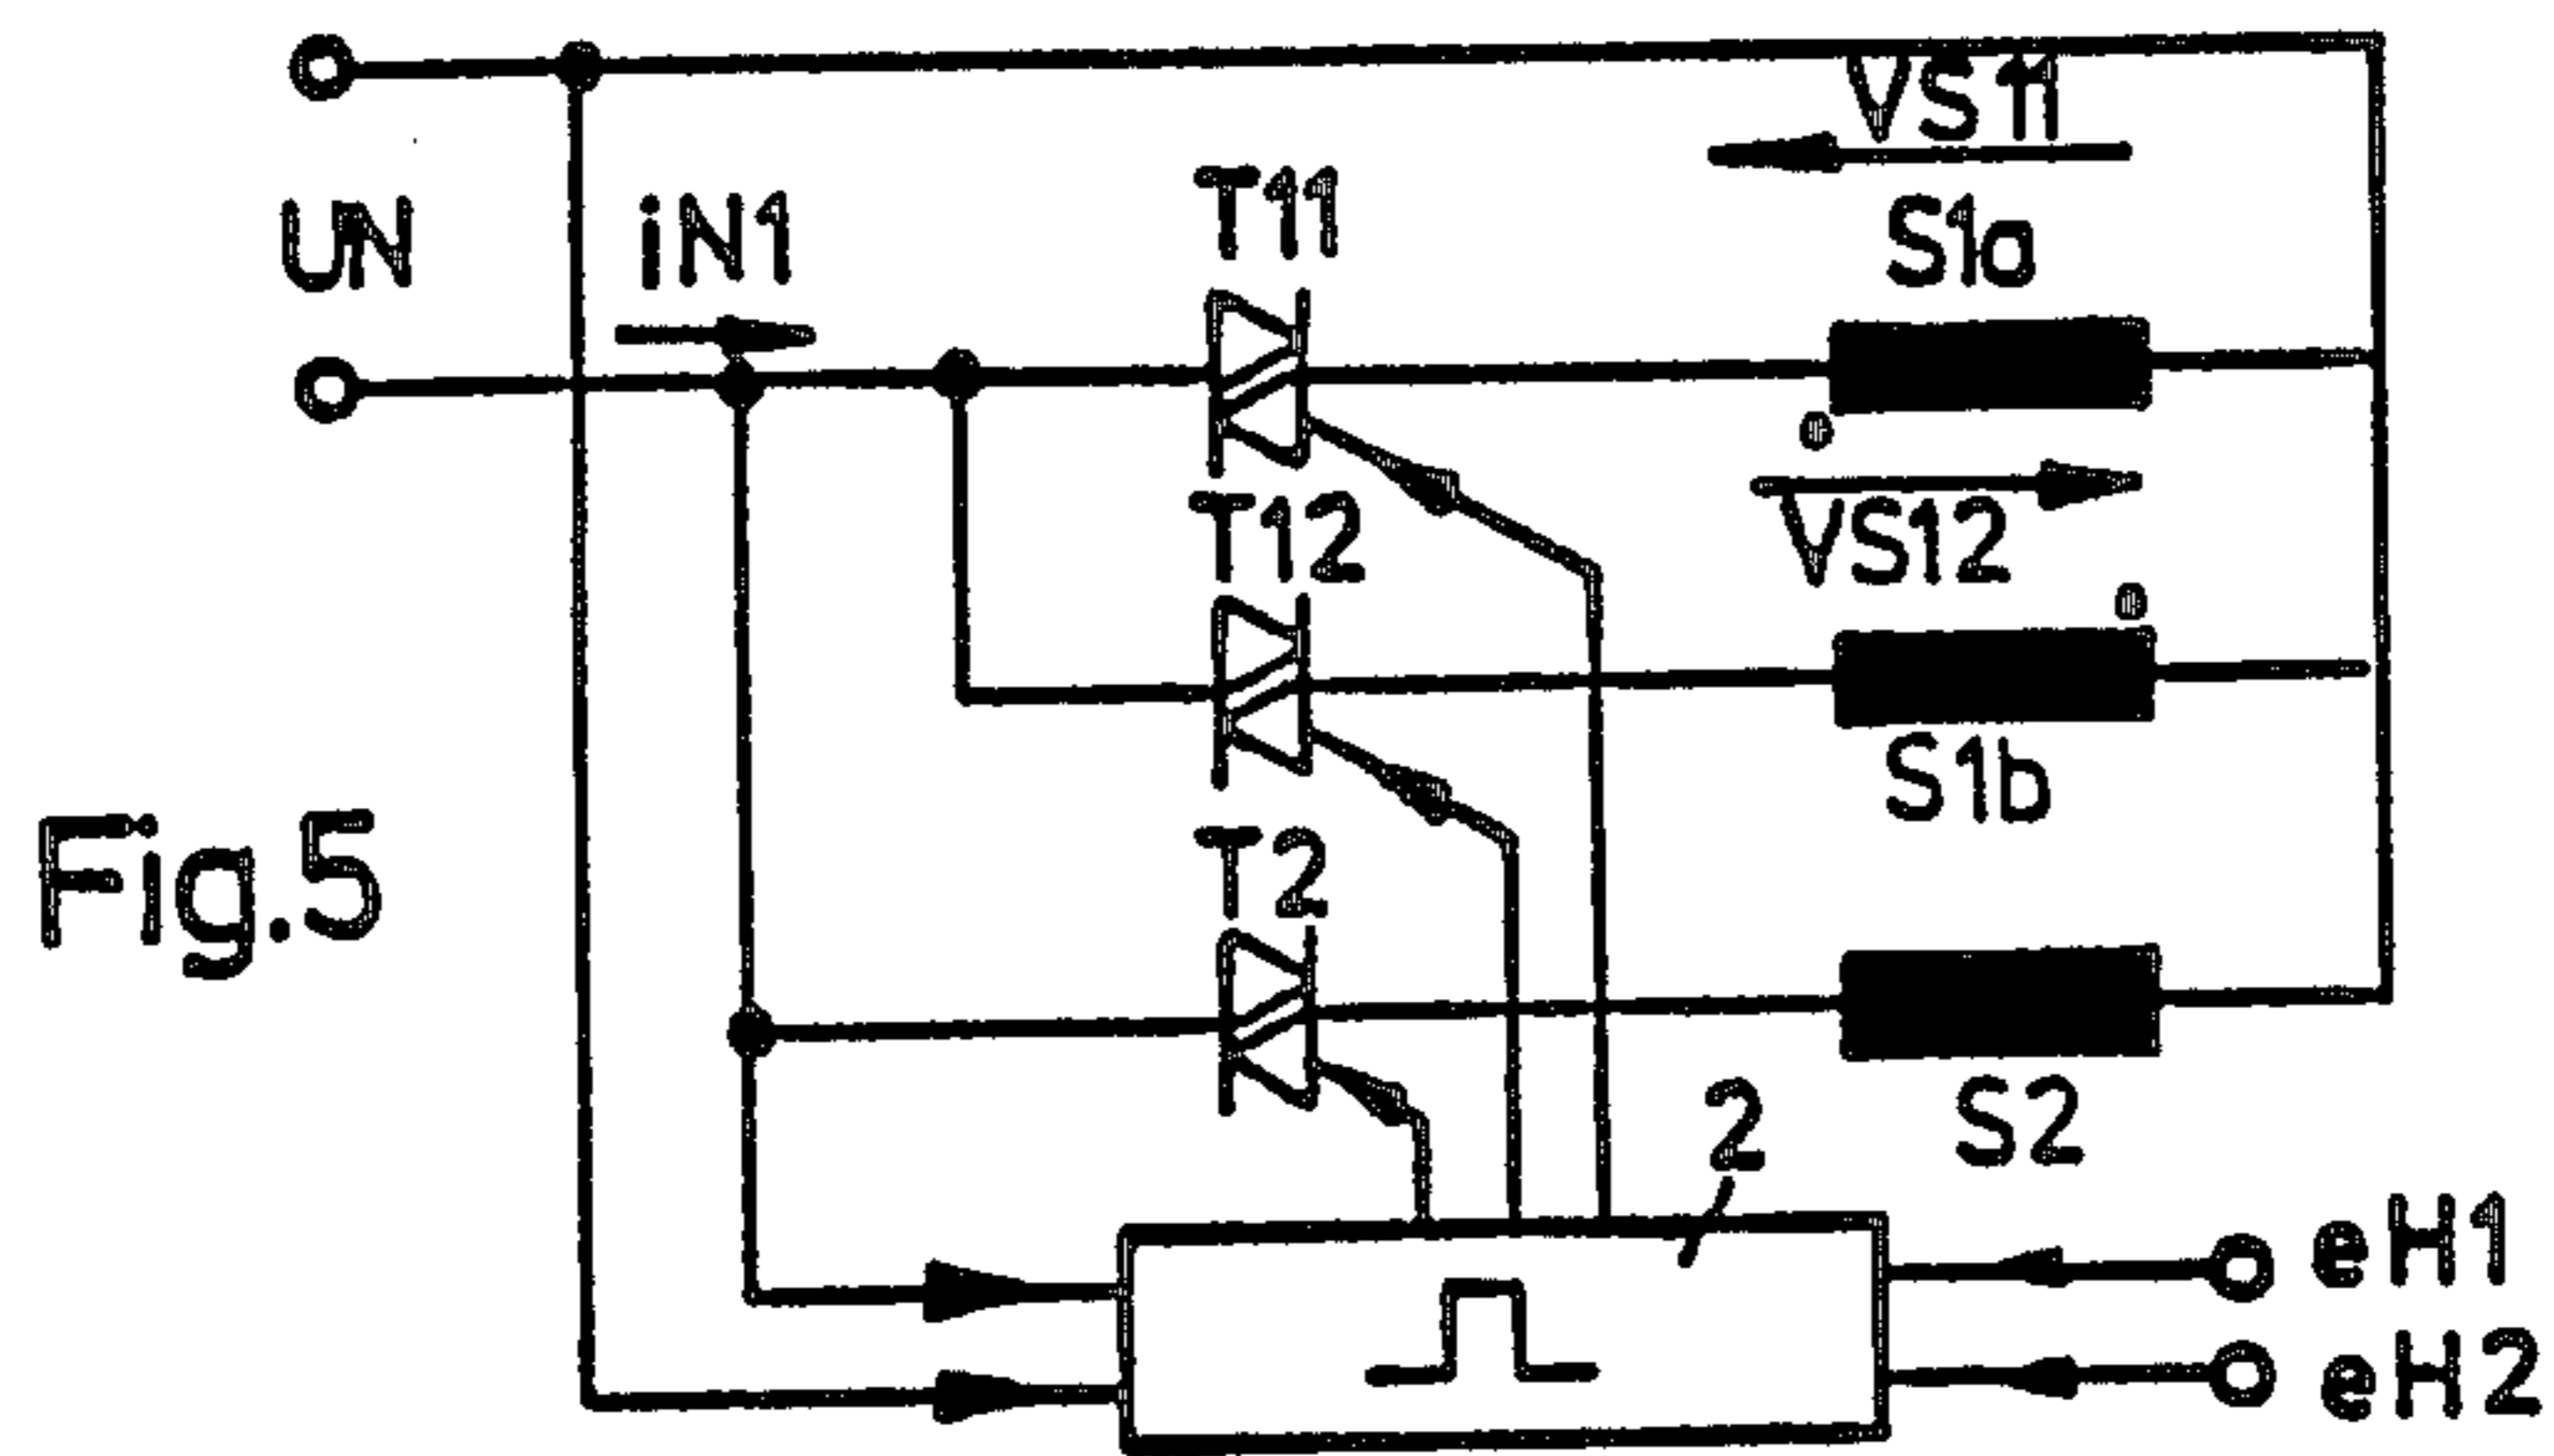 VS11
UN
iN1
T11
S1a
T12
VS12
S1b
Fig.5
T2
2
S2
eH1
eH2